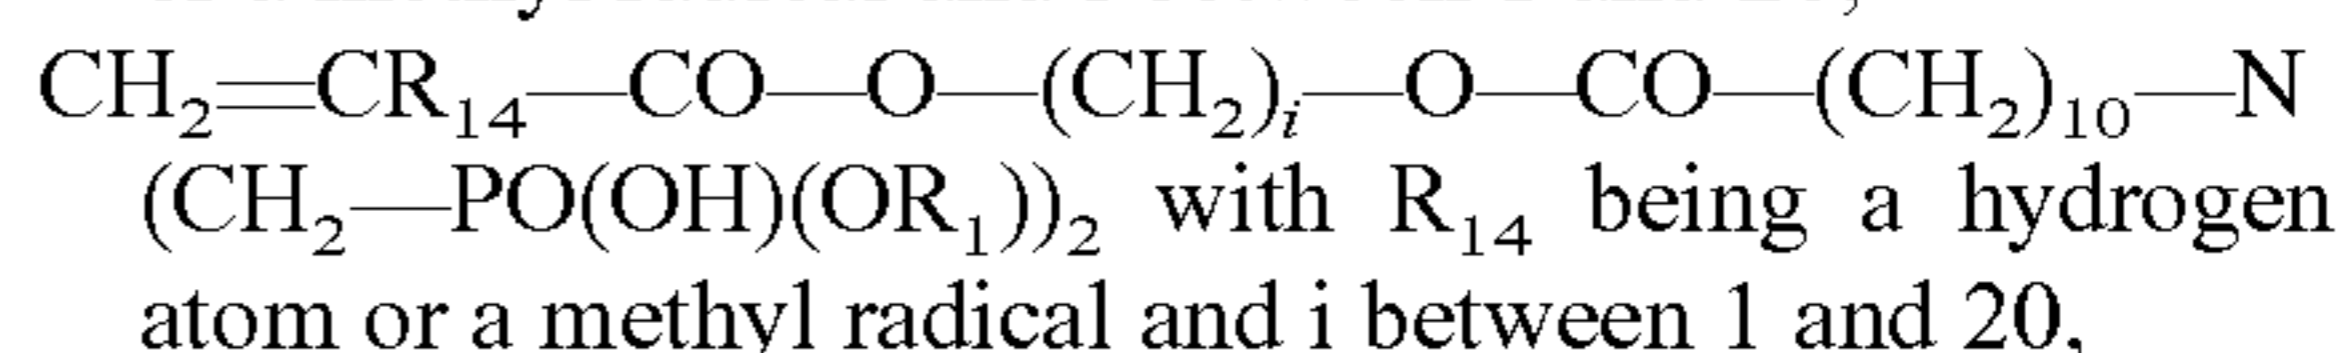 CH₂═CR₁₄—CO—O—(CH₂)ᵢ—O—CO—(CH₂)₁₀—N
(CH₂—PO(OH)(OR₁))₂ with R₁₄ being a hydrogen
atom or a methyl radical and i between 1 and 20,